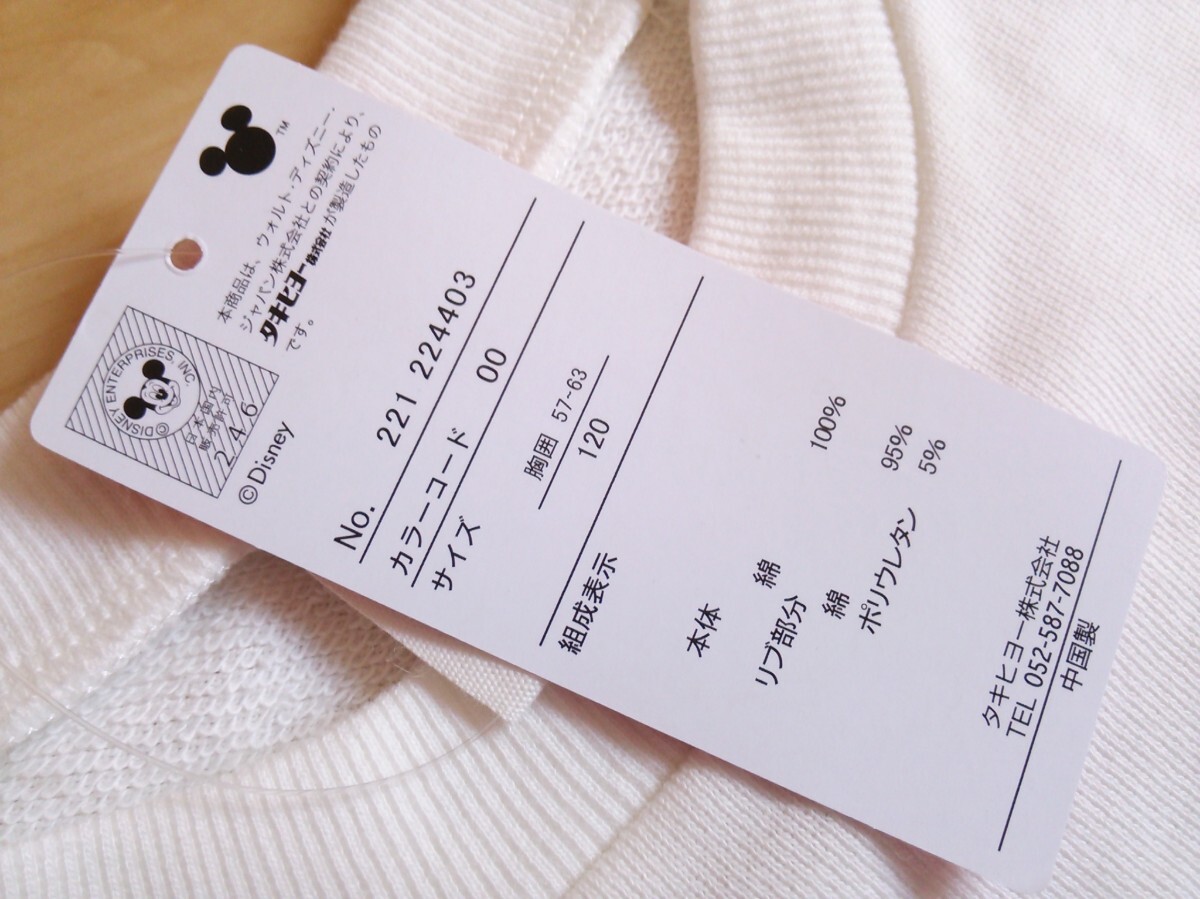 TM
本商品は、ウォルト・ディズニー・
ジャパン株式会社との契約により、
タキヒヨー株式会社が製造したもの
です。
©DISNEY ENTERPRISES, INC.
日本国内
販売許可
246
©Disney
No. 221 224403
カラーコード 00
サイズ 胸囲 57~63
120
組成表示
本体
綿 100%
リブ部分
綿 95%
ポリウレタン 5%
タキヒヨー株式会社
TEL 052-587-7088
中国製